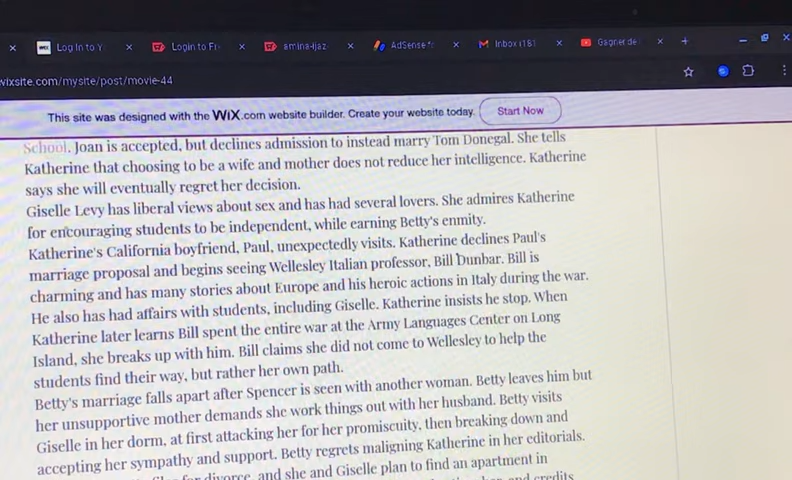 Log In to Y
Login to Fr
amina-ijaz-
AdSense
Inbox (181
Gagner de
wixsite.com/mysite/post/movie-44
This site was designed with the WiX.com website builder. Create your website today. Start Now
School. Joan is accepted, but declines admission to instead marry Tom Donegal. She tells
Katherine that choosing to be a wife and mother does not reduce her intelligence. Katherine
says she will eventually regret her decision.
Giselle Levy has liberal views about sex and has had several lovers. She admires Katherine
for encouraging students to be independent, while earning Betty's enmity.
Katherine's California boyfriend, Paul, unexpectedly visits. Katherine declines Paul's
marriage proposal and begins seeing Wellesley Italian professor, Bill Dunbar. Bill is
charming and has many stories about Europe and his heroic actions in Italy during the war.
He also has had affairs with students, including Giselle. Katherine insists he stop. When
Katherine later learns Bill spent the entire war at the Army Languages Center on Long
Island, she breaks up with him. Bill claims she did not come to Wellesley to help the
students find their way, but rather her own path.
Betty's marriage falls apart after Spencer is seen with another woman. Betty leaves him but
her unsupportive mother demands she work things out with her husband. Betty visits
Giselle in her dorm, at first attacking her for her promiscuity, then breaking down and
accepting her sympathy and support. Betty regrets maligning Katherine in her editorials.
for divorce, and she and Giselle plan to find an apartment in
and credits